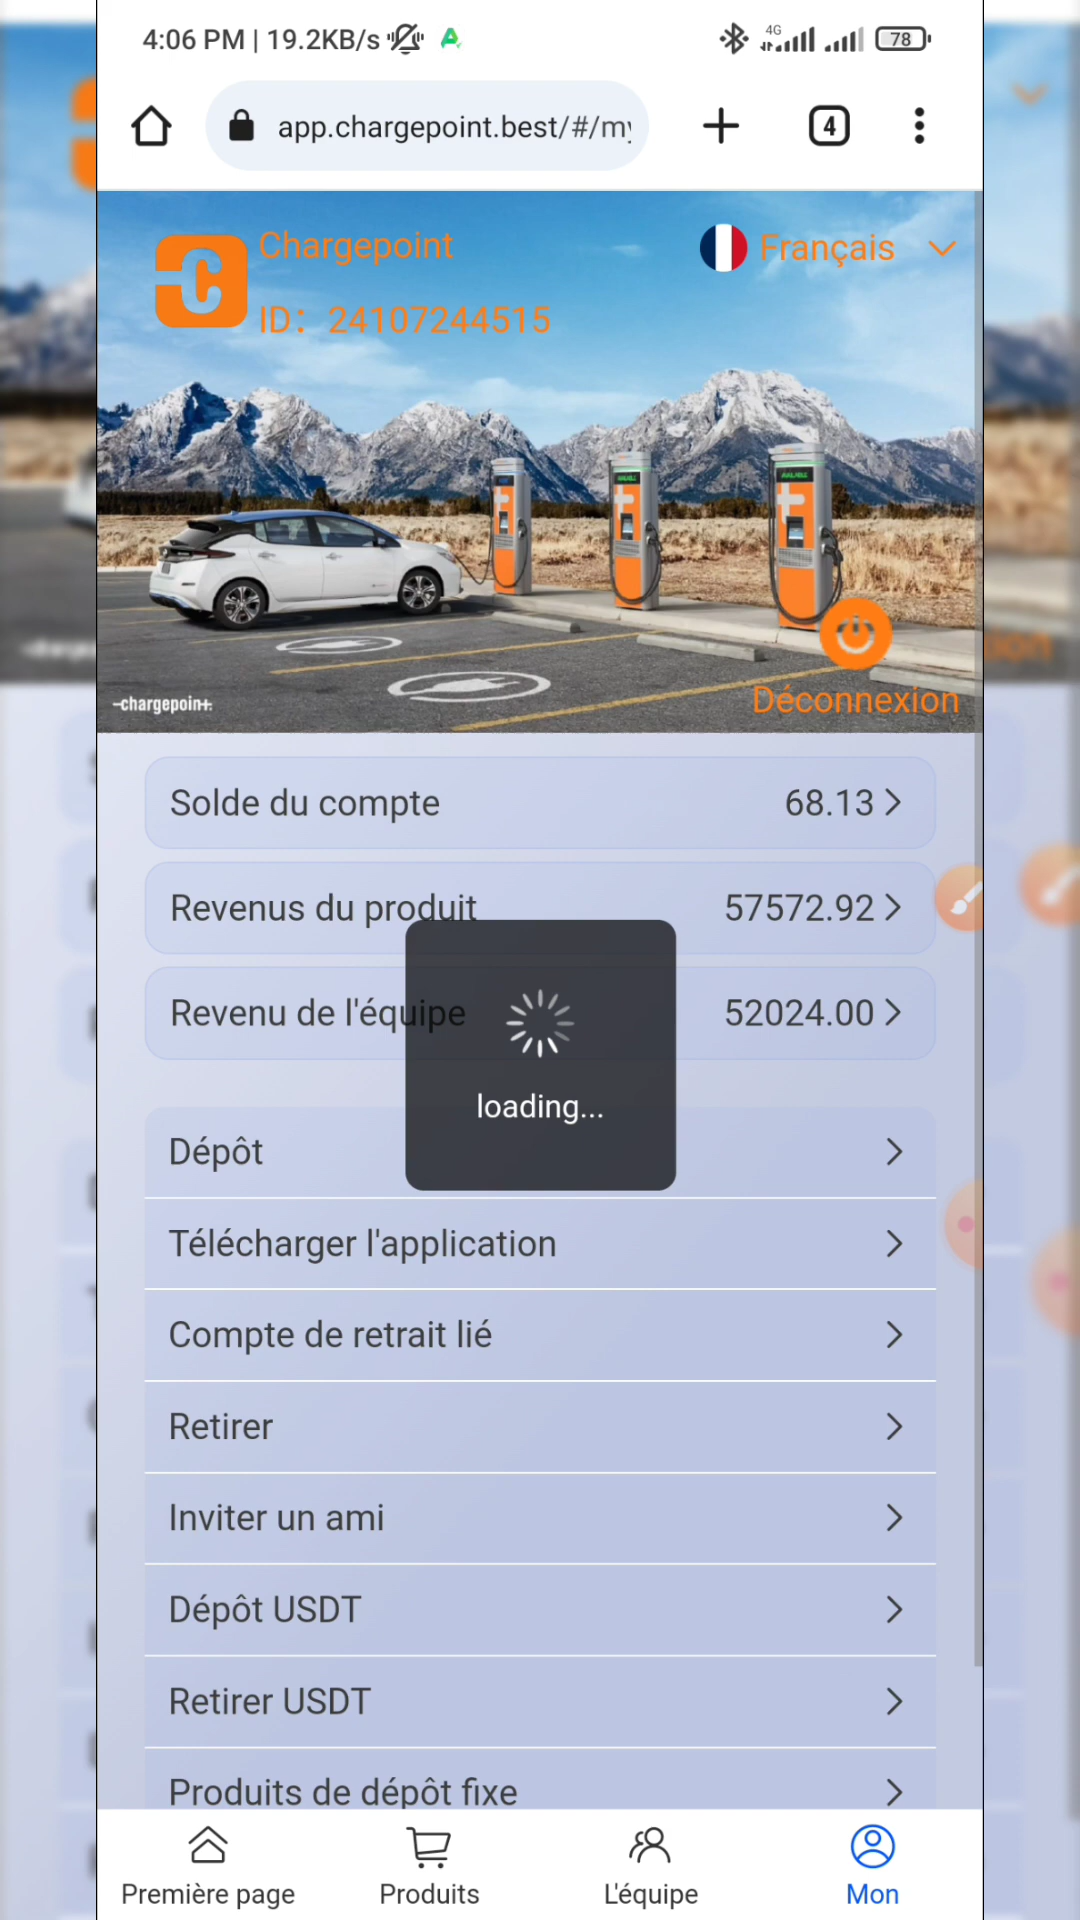 4:06 PM | 19.2KB/s
4G
78
app.chargepoint.best/#/my
4
Chargepoint
Français
ID: 24107244515
chargepoin+.
Déconnexion
Solde du compte 68.13
Revenus du produit 57572.92
Revenu de l'équipe 52024.00
loading...
Dépôt
Télécharger l'application
Compte de retrait lié
Retirer
Inviter un ami
Dépôt USDT
Retirer USDT
Produits de dépôt fixe
Première page
Produits
L'équipe
Mon